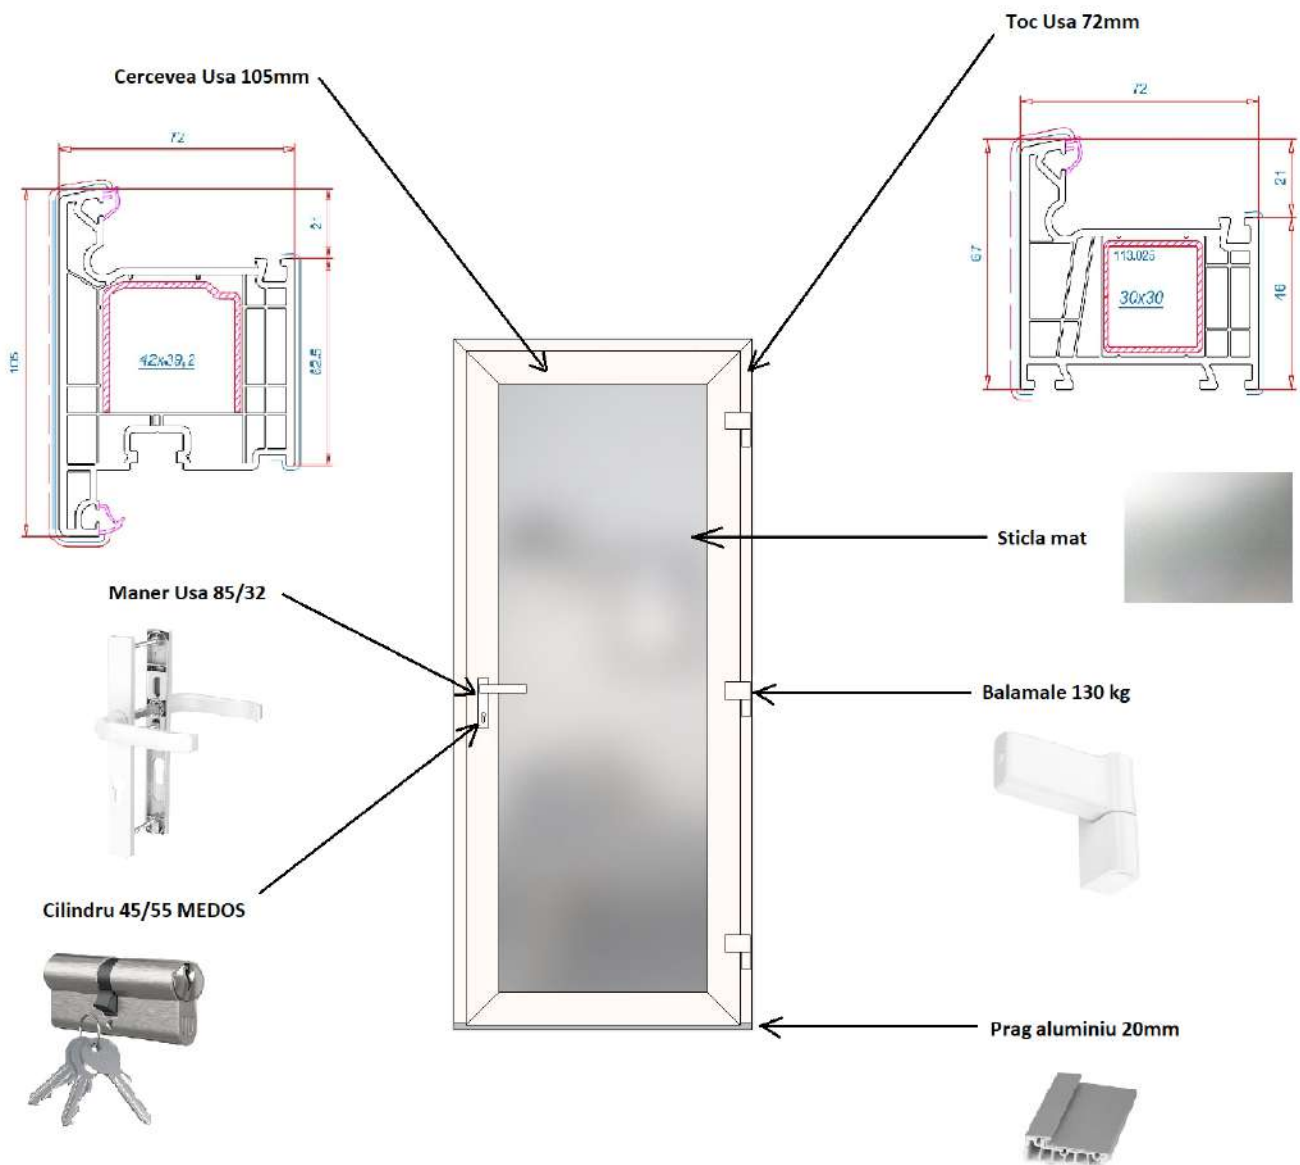 Toc Usa 72mm
Cercevea Usa 105mm
72
72
105
21
62.5
42x39,2
67
21
46
113.025
30x30
Sticla mat
Maner Usa 85/32
Balamale 130 kg
Cilindru 45/55 MEDOS
Prag aluminiu 20mm